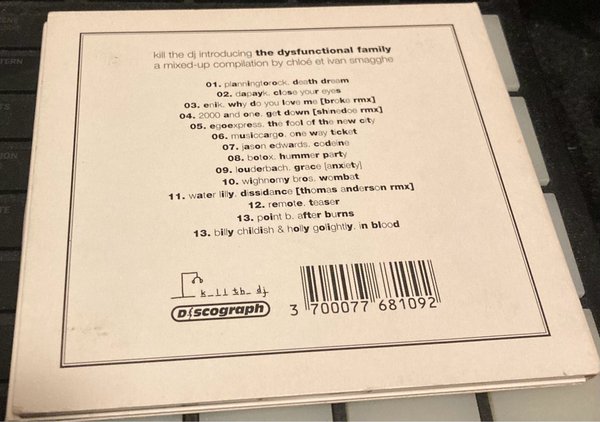 kill the dj introducing the dysfunctional family
a mixed-up compilation by chloé et ivan smagghe
01. planningtorock. death dream
02. dapayk. close your eyes
03. enik. why do you love me [broke rmx]
04. 2000 and one. get down [shinedoe rmx]
05. egoexpress. the fool of the new city
06. musiccargo. one way ticket
07. jason edwards. codeine
08. botox. hummer party
09. louderbach. grace [anxiety]
10. wighnomy bros. wombat
11. water lilly. dissidance [thomas anderson rmx]
12. remote. teaser
13. point b. after burns
13. billy childish & holly golightly. in blood
k_ll th_ dj
Discograph
3 700077 681092